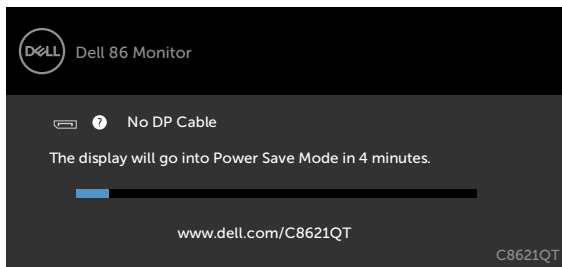 DELL
Dell 86 Monitor
? No DP Cable
The display will go into Power Save Mode in 4 minutes.
www.dell.com/C8621QT
C8621QT